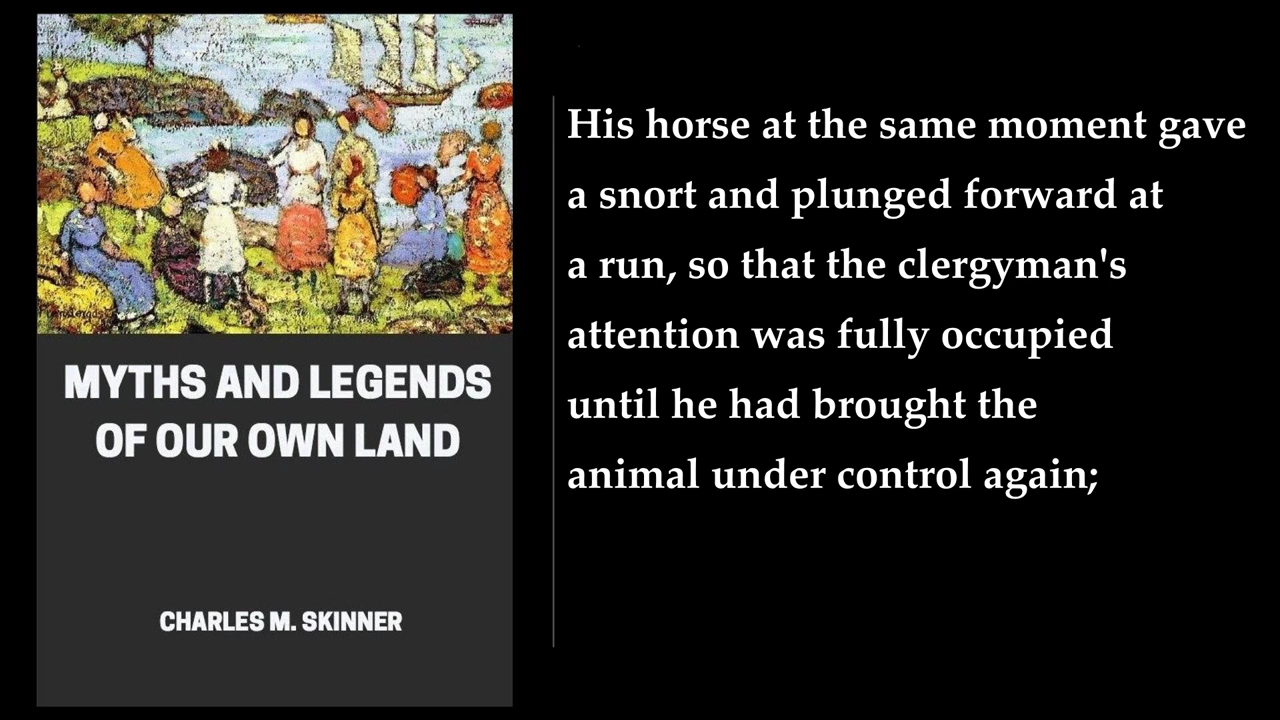 MYTHS AND LEGENDS
OF OUR OWN LAND
CHARLES M. SKINNER
His horse at the same moment gave
a snort and plunged forward at
a run, so that the clergyman's
attention was fully occupied
until he had brought the
animal under control again;